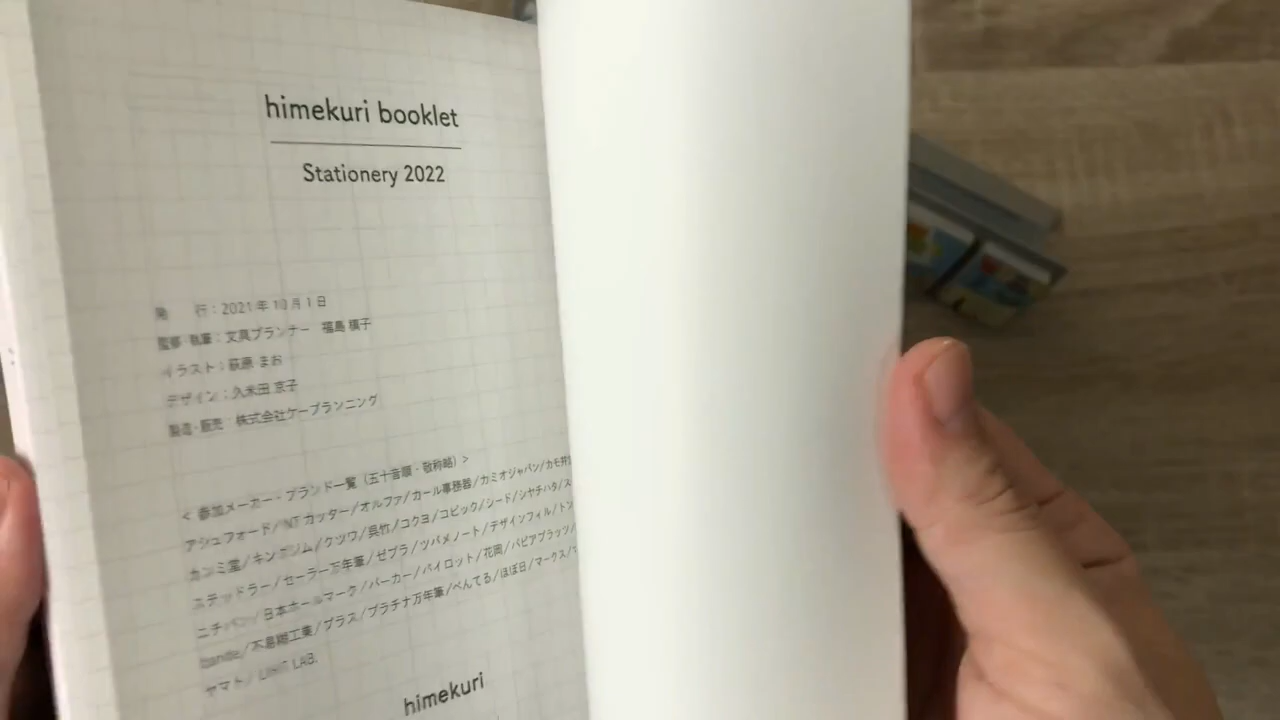 himekuri booklet
Stationery 2022
発 行：2021年10月1日
監修・執筆：文具プランナー 福島 槙子
イラスト：萩原 まお
デザイン：久米田 京子
製造・販売：株式会社ケープランニング
< 参加メーカー・ブランド一覧（五十音順・敬称略）>
アシュフォード/NTカッター/オルファ/カール事務器/カミオジャパン/カモ井
カンミ堂/キングジム/クツワ/呉竹/コクヨ/コピック/シード/シヤチハタ/ス
ステッドラー/セーラー万年筆/ゼブラ/ツバメノート/デザインフィル/トン
ニチバン/日本ホールマーク/パーカー/パイロット/花岡/パピアプラッツ/
bande/不易糊工業/プラス/プラチナ万年筆/ぺんてる/ほぼ日/マークス/
ヤマト/ LIHIT LAB.
himekuri